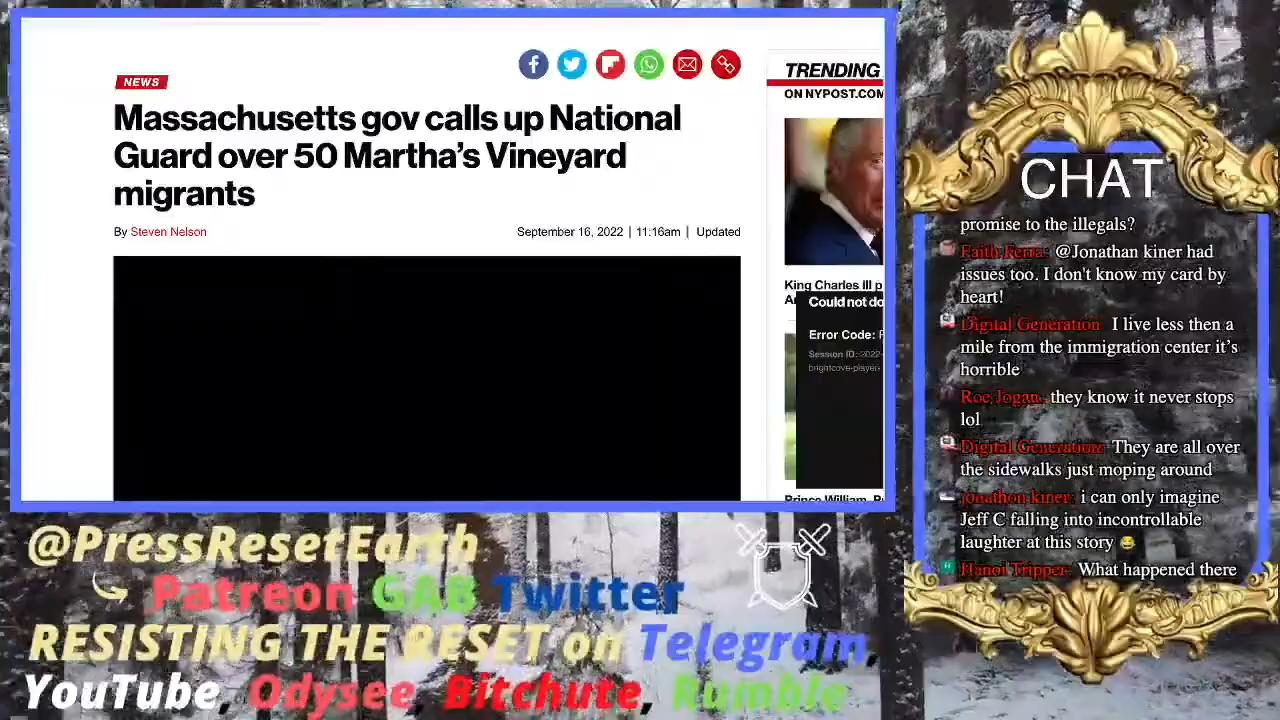 NEWS
Massachusetts gov calls up National
Guard over 50 Martha's Vineyard
migrants
By Steven Nelson
September 16, 2022 | 11:16am | Updated
TRENDING
ON NYPOST.COM
King Charles III p
Could not do
Error Code:
Session ID: 2022-
brightcove-player-
Prince William, P
CHAT
promise to the illegals?
Faith Ferra: @Jonathan kiner had
issues too. I don't know my card by
heart!
Digital Generation: I live less then a
mile from the immigration center it's
horrible
Roe Jogan: they know it never stops
lol
Digital Generation: They are all over
the sidewalks just moping around
jonathon kiner: i can only imagine
Jeff C falling into incontrollable
laughter at this story 😂
Hanoi Tripper: What happened there
@PressResetEarth
Patreon GAB Twitter
RESISTING THE RESET on Telegram,
YouTube, Odysee, Bitchute, Rumble